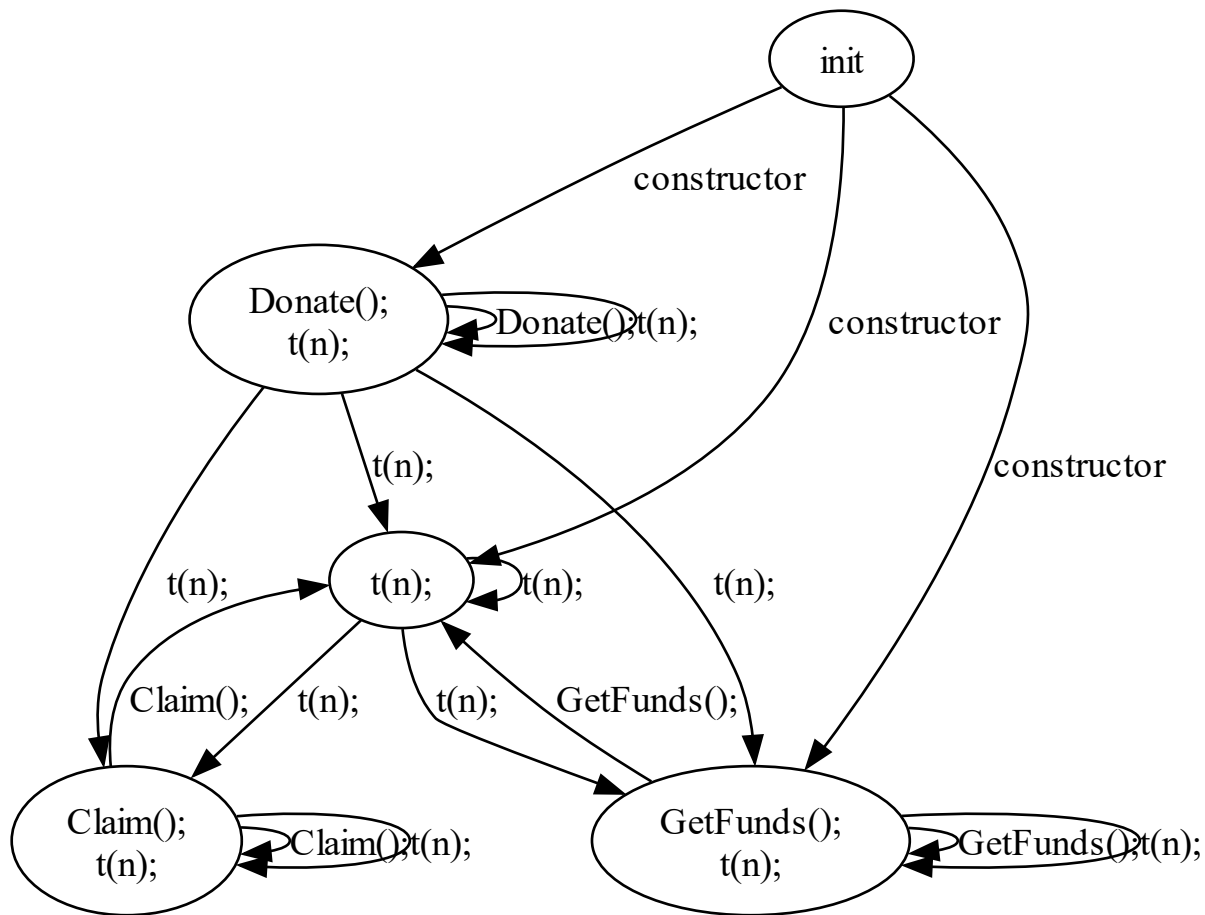 init
constructor
Donate();
t(n);
Donate();
t(n);
constructor
t(n);
constructor
t(n);
t(n);
t(n);
t(n);
Claim();
t(n);
t(n);
GetFunds();
Claim();
t(n);
Claim();
t(n);
GetFunds();
t(n);
GetFunds();
t(n);